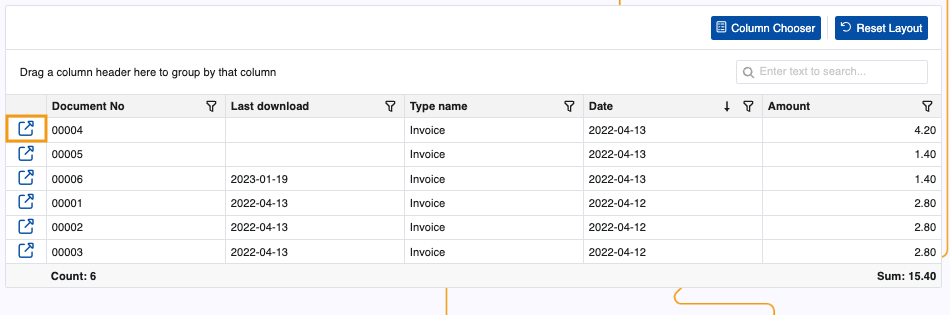 Column Chooser Reset Layout
Drag a column header here to group by that column Enter text to search...
Document No Last download Type name Date Amount
00004 Invoice 2022-04-13 4.20
00005 Invoice 2022-04-13 1.40
00006 2023-01-19 Invoice 2022-04-13 1.40
00001 2022-04-13 Invoice 2022-04-12 2.80
00002 2022-04-13 Invoice 2022-04-12 2.80
00003 2022-04-13 Invoice 2022-04-12 2.80
Count: 6 Sum: 15.40